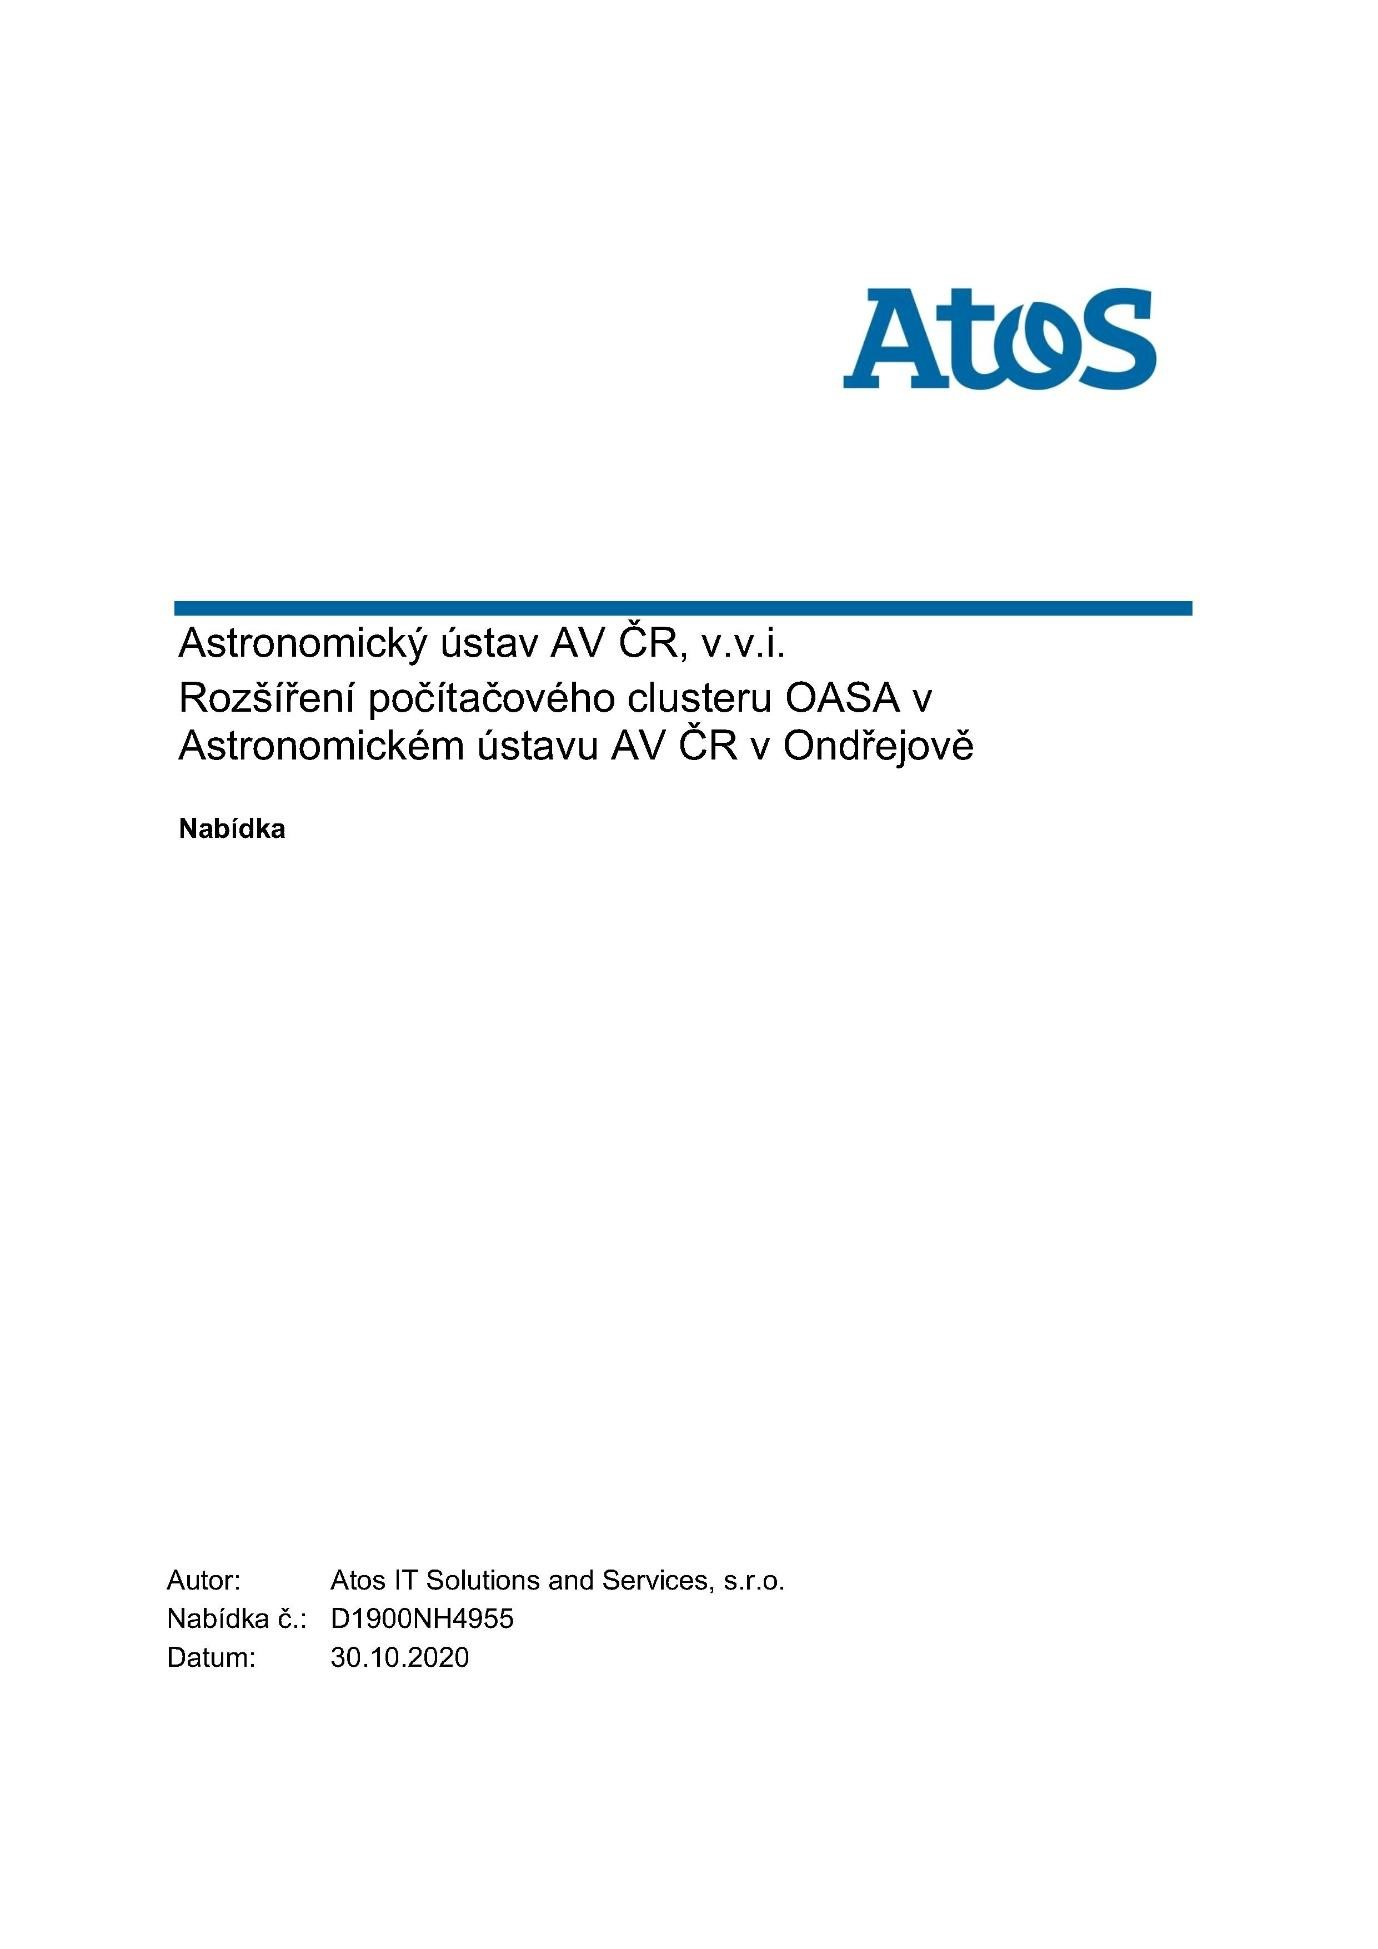 Atos
Astronomický ústav AV ČR, v.v.i.
Rozšíření počítačového clusteru OASA v
Astronomickém ústavu AV ČR v Ondřejově
Nabídka
Autor: Atos IT Solutions and Services, s.r.o.
Nabídka č.: D1900NH4955
Datum: 30.10.2020